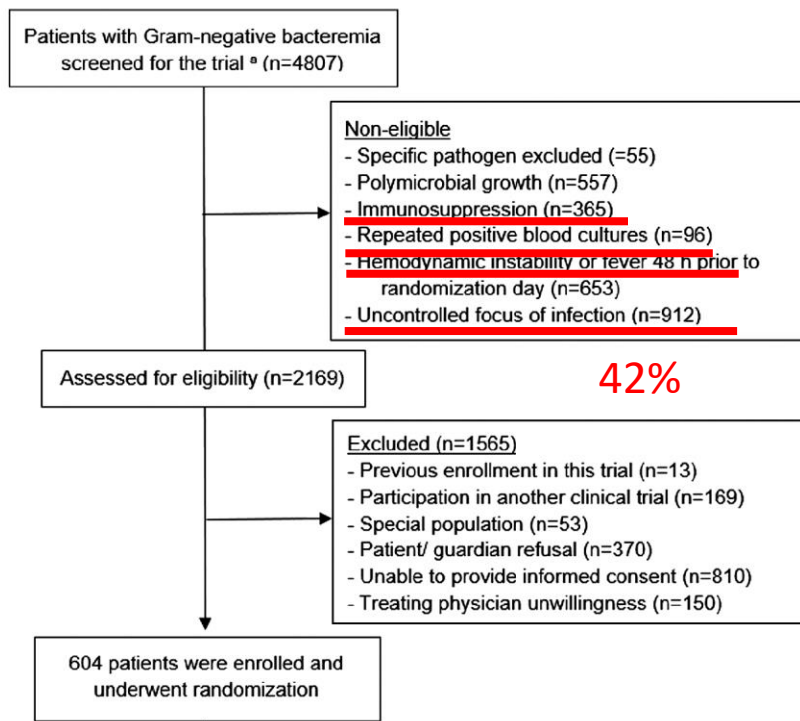 Patients with Gram-negative bacteremia
screened for the trial ᵃ (n=4807)
Non-eligible
- Specific pathogen excluded (=55)
- Polymicrobial growth (n=557)
- Immunosuppression (n=365)
- Repeated positive blood cultures (n=96)
- Hemodynamic instability or fever 48 h prior to
randomization day (n=653)
- Uncontrolled focus of infection (n=912)
Assessed for eligibility (n=2169)
42%
Excluded (n=1565)
- Previous enrollment in this trial (n=13)
- Participation in another clinical trial (n=169)
- Special population (n=53)
- Patient/ guardian refusal (n=370)
- Unable to provide informed consent (n=810)
- Treating physician unwillingness (n=150)
604 patients were enrolled and
underwent randomization